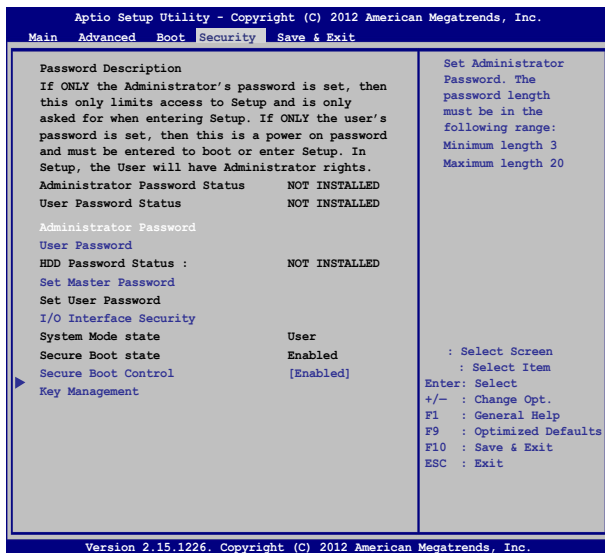 Aptio Setup Utility - Copyright (C) 2012 American Megatrends, Inc.
Main Advanced Boot Security Save & Exit
Password Description
If ONLY the Administrator's password is set, then
this only limits access to Setup and is only
asked for when entering Setup. If ONLY the user's
password is set, then this is a power on password
and must be entered to boot or enter Setup. In
Setup, the User will have Administrator rights.
Administrator Password Status NOT INSTALLED
User Password Status NOT INSTALLED
Administrator Password
User Password
HDD Password Status : NOT INSTALLED
Set Master Password
Set User Password
I/O Interface Security
System Mode state User
Secure Boot state Enabled
Secure Boot Control [Enabled]
Key Management
Set Administrator
Password. The
password length
must be in the
following range:
Minimum length 3
Maximum length 20
: Select Screen
: Select Item
Enter: Select
+/— : Change Opt.
F1 : General Help
F9 : Optimized Defaults
F10 : Save & Exit
ESC : Exit
Version 2.15.1226. Copyright (C) 2012 American Megatrends, Inc.